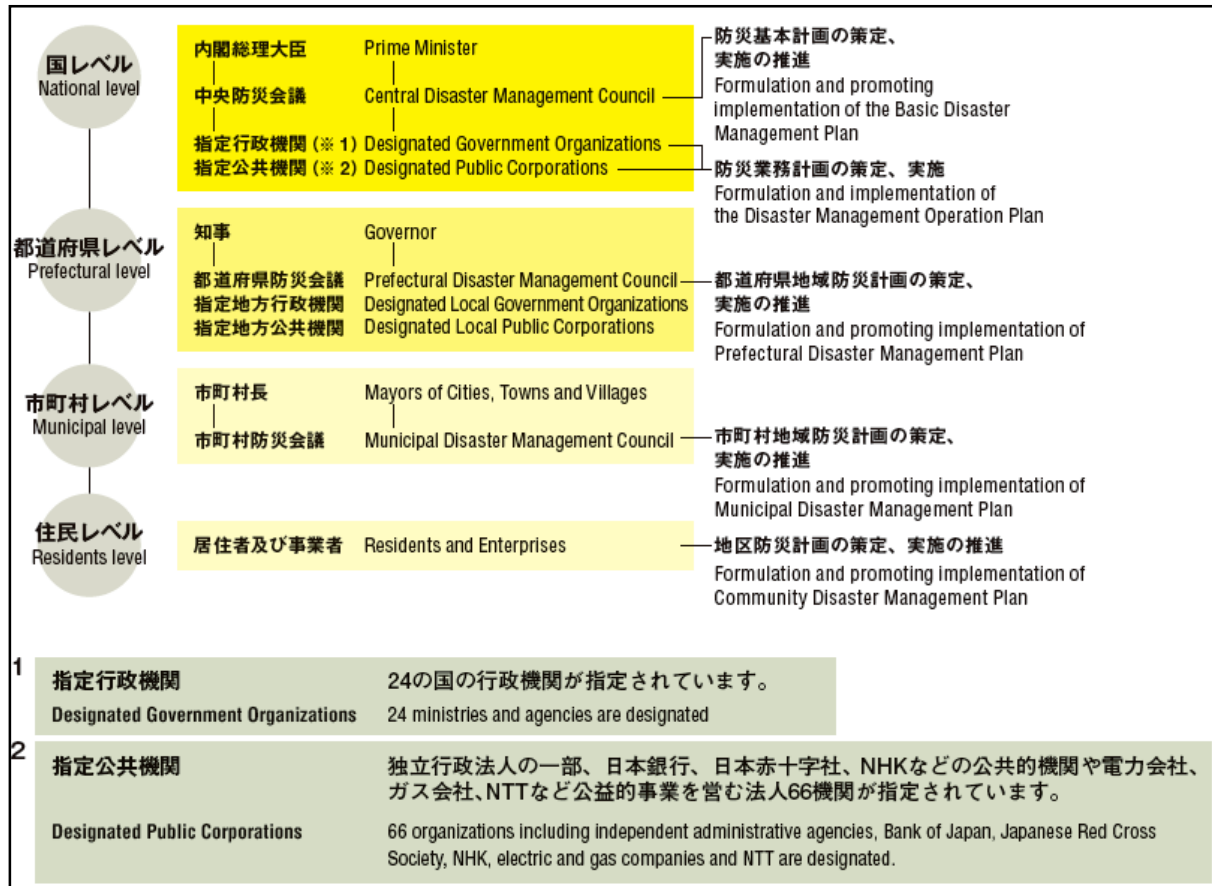 国レベル
National level
内閣総理大臣 Prime Minister
中央防災会議 Central Disaster Management Council
指定行政機関 (※ 1) Designated Government Organizations
指定公共機関 (※ 2) Designated Public Corporations
防災基本計画の策定、
実施の推進
Formulation and promoting
implementation of the Basic Disaster
Management Plan
防災業務計画の策定、実施
Formulation and implementation of
the Disaster Management Operation Plan
都道府県レベル
Prefectural level
知事 Governor
都道府県防災会議 Prefectural Disaster Management Council
指定地方行政機関 Designated Local Government Organizations
指定地方公共機関 Designated Local Public Corporations
都道府県地域防災計画の策定、
実施の推進
Formulation and promoting implementation of
Prefectural Disaster Management Plan
市町村レベル
Municipal level
市町村長 Mayors of Cities, Towns and Villages
市町村防災会議 Municipal Disaster Management Council
市町村地域防災計画の策定、
実施の推進
Formulation and promoting implementation of
Municipal Disaster Management Plan
住民レベル
Residents level
居住者及び事業者 Residents and Enterprises
地区防災計画の策定、実施の推進
Formulation and promoting implementation of
Community Disaster Management Plan
1
指定行政機関 24の国の行政機関が指定されています。
Designated Government Organizations 24 ministries and agencies are designated
2
指定公共機関 独立行政法人の一部、日本銀行、日本赤十字社、NHKなどの公共的機関や電力会社、
ガス会社、NTTなど公益的事業を営む法人66機関が指定されています。
Designated Public Corporations 66 organizations including independent administrative agencies, Bank of Japan, Japanese Red Cross
Society, NHK, electric and gas companies and NTT are designated.